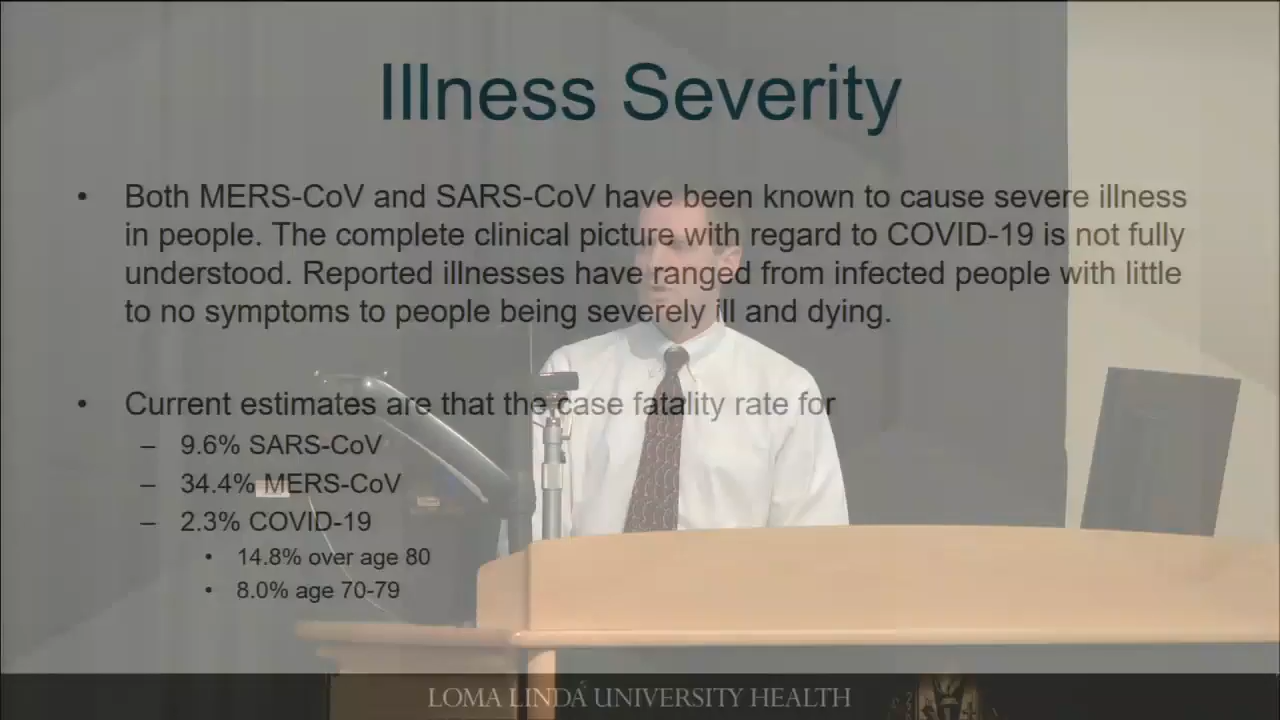 Illness Severity
• Both MERS-CoV and SARS-CoV have been known to cause severe illness
in people. The complete clinical picture with regard to COVID-19 is not fully
understood. Reported illnesses have ranged from infected people with little
to no symptoms to people being severely ill and dying.
• Current estimates are that the case fatality rate for
– 9.6% SARS-CoV
– 34.4% MERS-CoV
– 2.3% COVID-19
• 14.8% over age 80
• 8.0% age 70-79
LOMA LINDA UNIVERSITY HEALTH